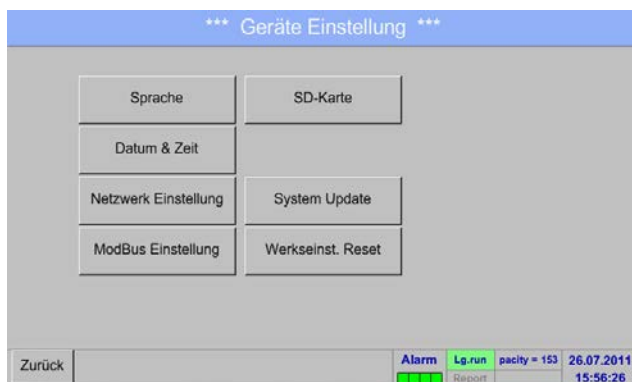 *** Geräte Einstellung ***
Sprache SD-Karte
Datum & Zeit
Netzwerk Einstellung System Update
ModBus Einstellung Werkseinst. Reset
Zurück Alarm Lg.run pacity = 153 26.07.2011
Report 15:56:26